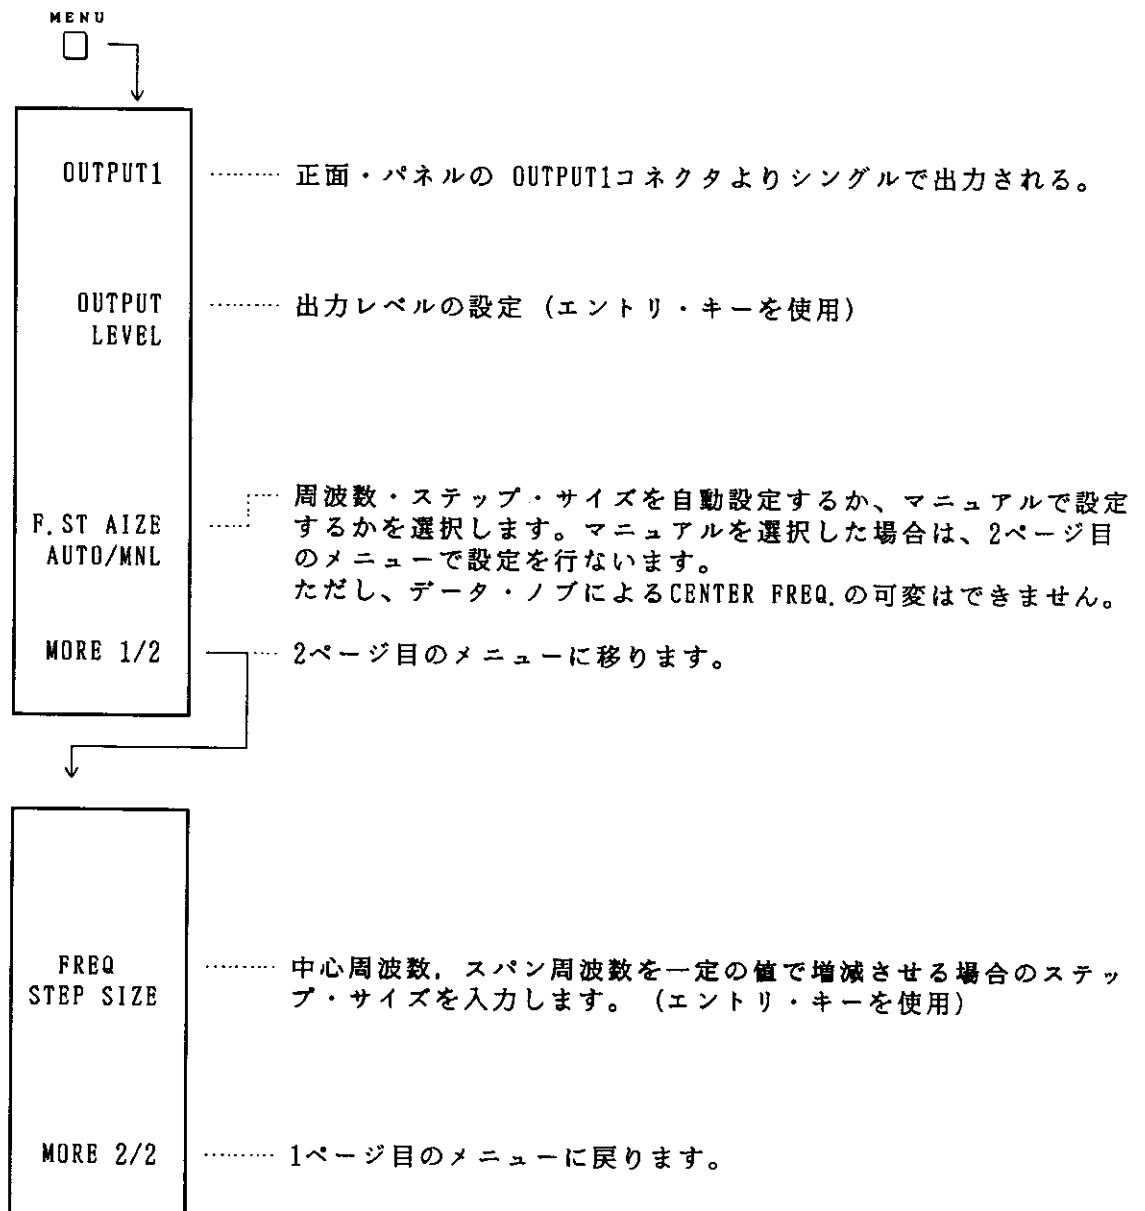 MENU
OUTPUT1 ……… 正面・パネルの OUTPUT1コネクタよりシングルで出力される。
OUTPUT ……… 出力レベルの設定 (エントリ・キーを使用)
LEVEL
周波数・ステップ・サイズを自動設定するか、マニュアルで設定
F.ST AIZE するかを選択します。マニュアルを選択した場合は、2ページ目
AUTO/MNL のメニューで設定を行ないます。
ただし、データ・ノブによるCENTER FREQ.の可変はできません。
MORE 1/2 2ページ目のメニューに移ります。
FREQ ……… 中心周波数, スパン周波数を一定の値で増減させる場合のステッ
STEP SIZE プ・サイズを入力します。 (エントリ・キーを使用)
MORE 2/2 ……… 1ページ目のメニューに戻ります。